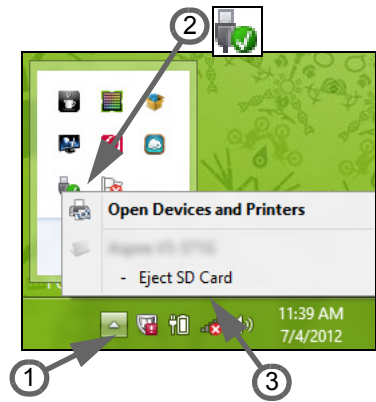 2
Open Devices and Printers
- Eject SD Card
11:39 AM
7/4/2012
1
3